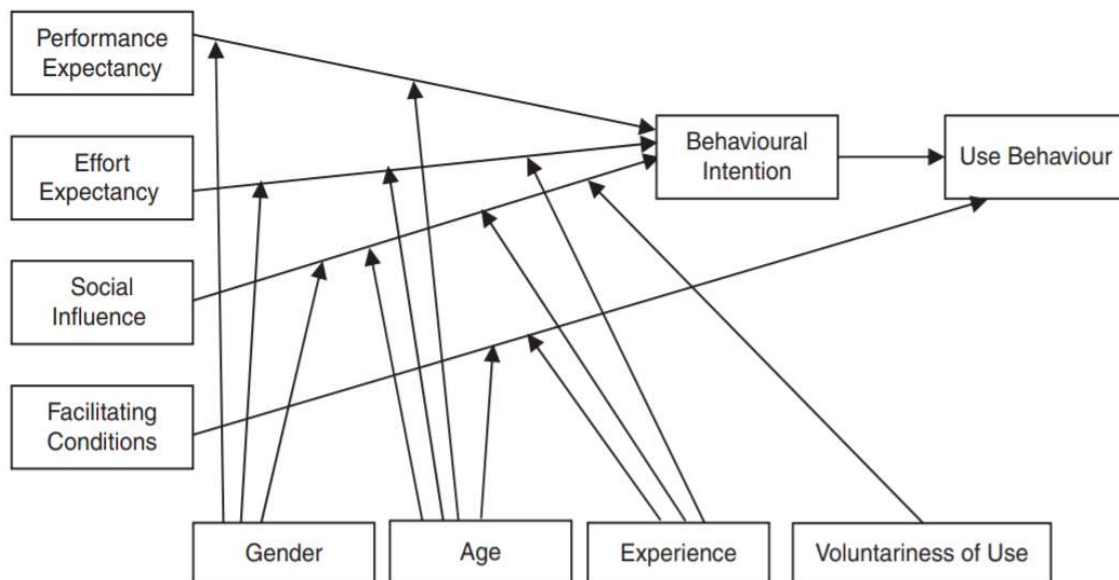 Performance
Expectancy
Effort
Expectancy
Social
Influence
Facilitating
Conditions
Behavioural
Intention
Use Behaviour
Gender
Age
Experience
Voluntariness of Use